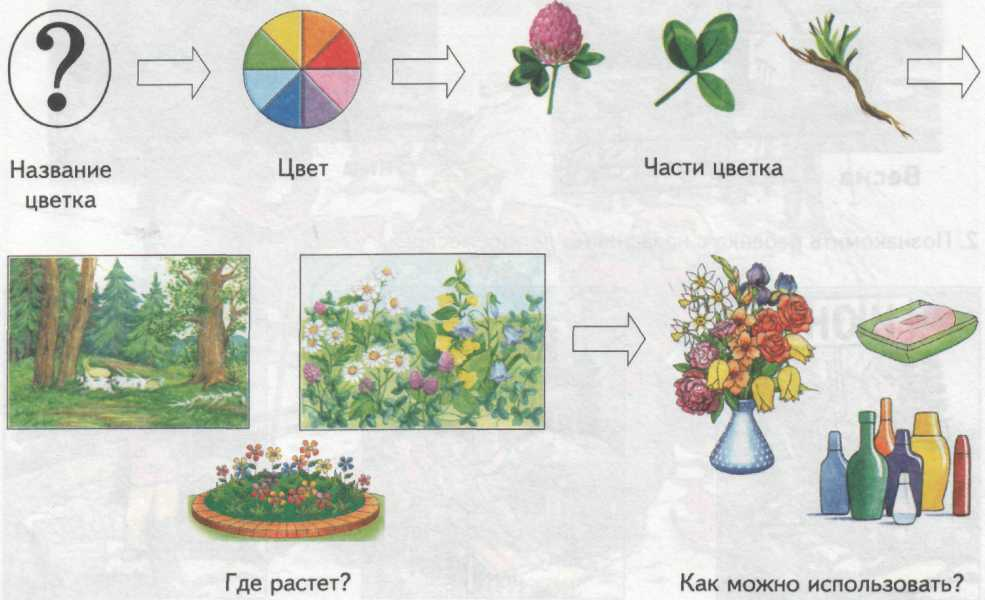 ?
Название
цветка
Цвет
Части цветка
Где растет?
Как можно использовать?